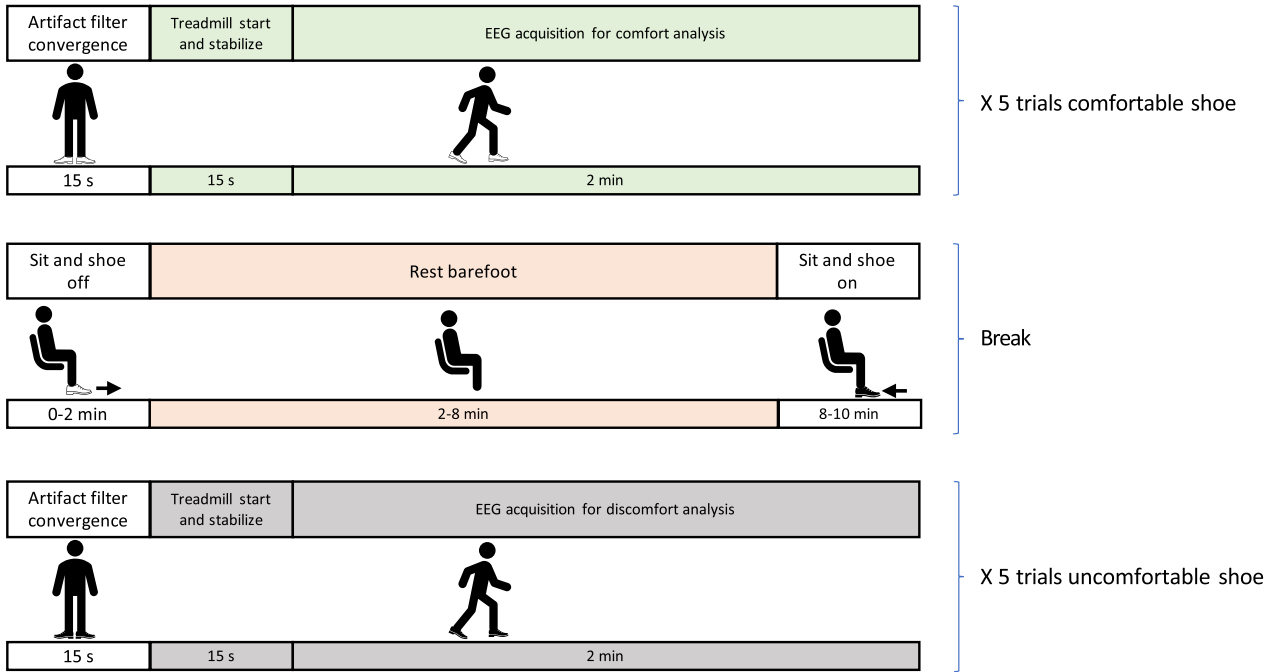 Artifact filter
convergence
Treadmill start
and stabilize
EEG acquisition for comfort analysis
15 s
15 s
2 min
X 5 trials comfortable shoe
Sit and shoe
off
Rest barefoot
Sit and shoe
on
0-2 min
2-8 min
8-10 min
Break
Artifact filter
convergence
Treadmill start
and stabilize
EEG acquisition for discomfort analysis
15 s
15 s
2 min
X 5 trials uncomfortable shoe